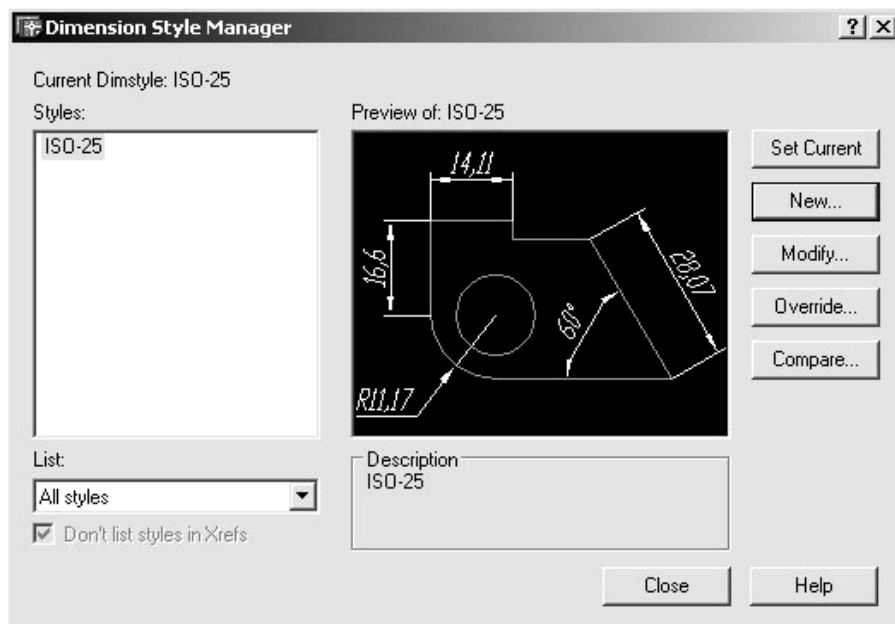 Dimension Style Manager
Current Dimstyle: ISO-25
Styles:
ISO-25
Preview of: ISO-25
14,11
16,6
28,07
60°
R11,17
Set Current
New...
Modify...
Override...
Compare...
List:
All styles
Don't list styles in Xrefs
Description
ISO-25
Close
Help